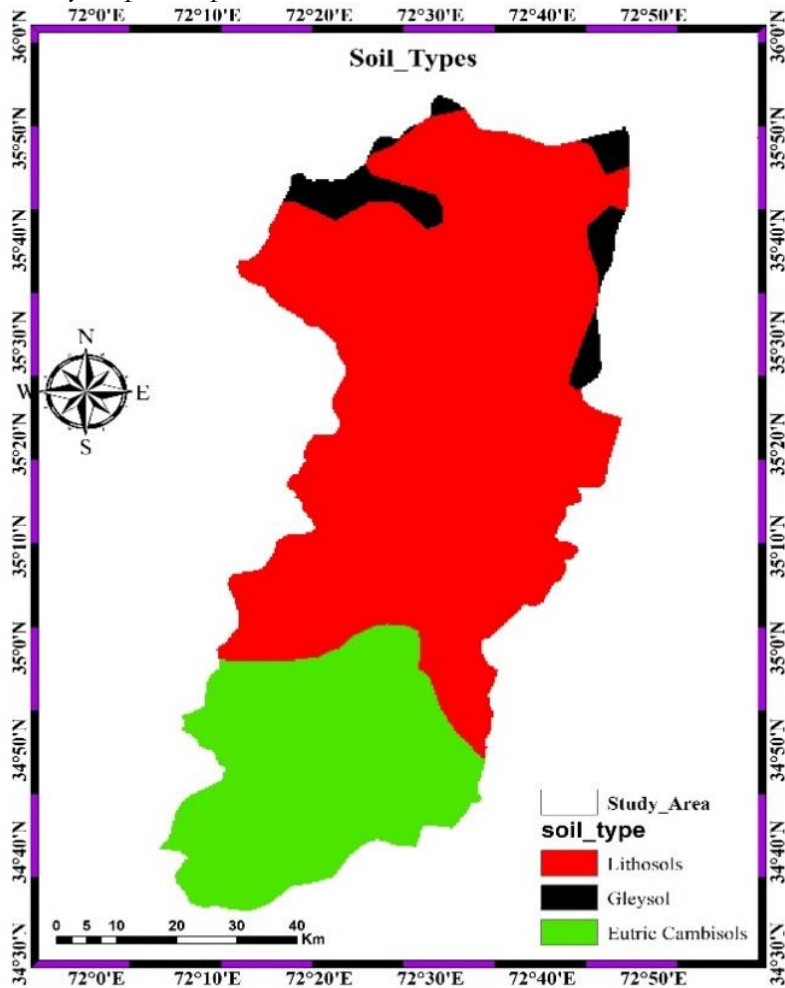 72°0'E 72°10'E 72°20'E 72°30'E 72°40'E 72°50'E
Soil_Types
36°0'N 36°0'N
35°50'N 35°50'N
35°40'N 35°40'N
35°30'N 35°30'N
N
W E
S
35°20'N 35°20'N
35°10'N 35°10'N
35°0'N 35°0'N
34°50'N 34°50'N
34°40'N 34°40'N
34°30'N 34°30'N
Study_Area
soil_type
Lithosols
Gleysol
Eutric Cambisols
0 5 10 20 30 40
Km
72°0'E 72°10'E 72°20'E 72°30'E 72°40'E 72°50'E